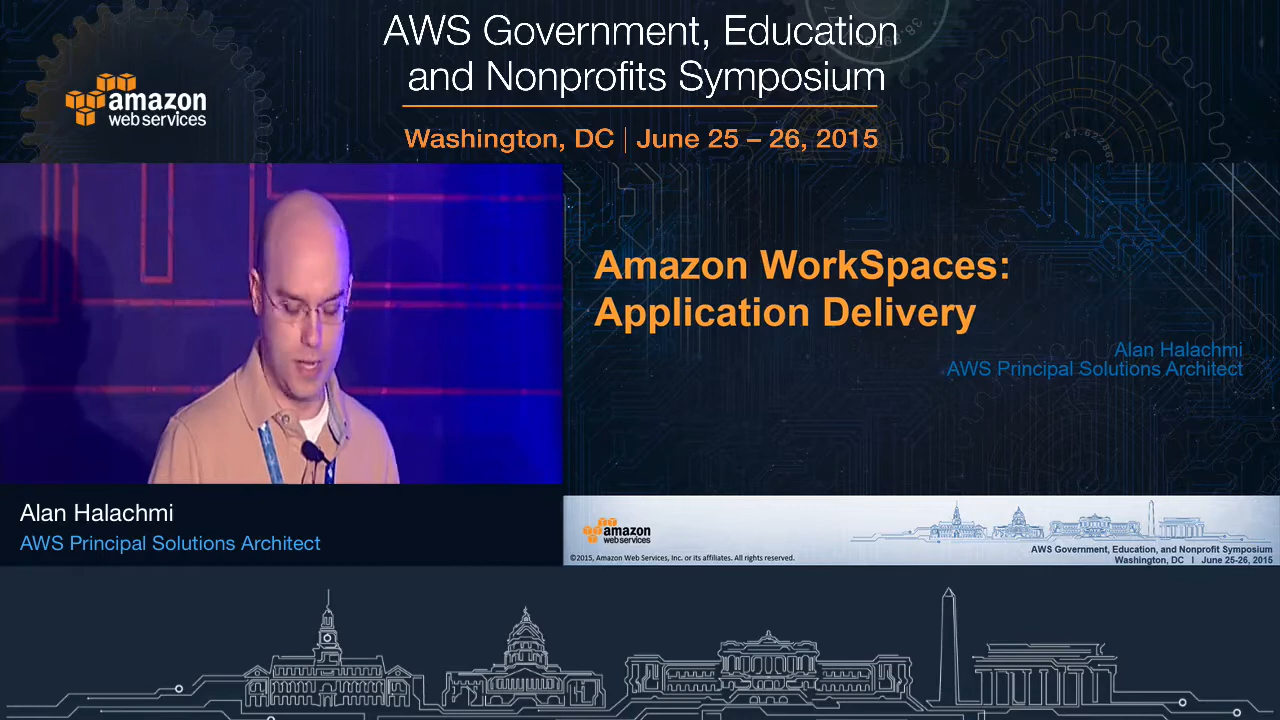 AWS Government, Education
and Nonprofits Symposium
amazon
web services
Washington, DC | June 25 – 26, 2015
Amazon WorkSpaces:
Application Delivery
Alan Halachmi
AWS Principal Solutions Architect
Alan Halachmi
AWS Principal Solutions Architect
amazon
web services
©2015, Amazon Web Services, Inc. or its affiliates. All rights reserved.
AWS Government, Education, and Nonprofit Symposium
Washington, DC | June 25-26, 2015